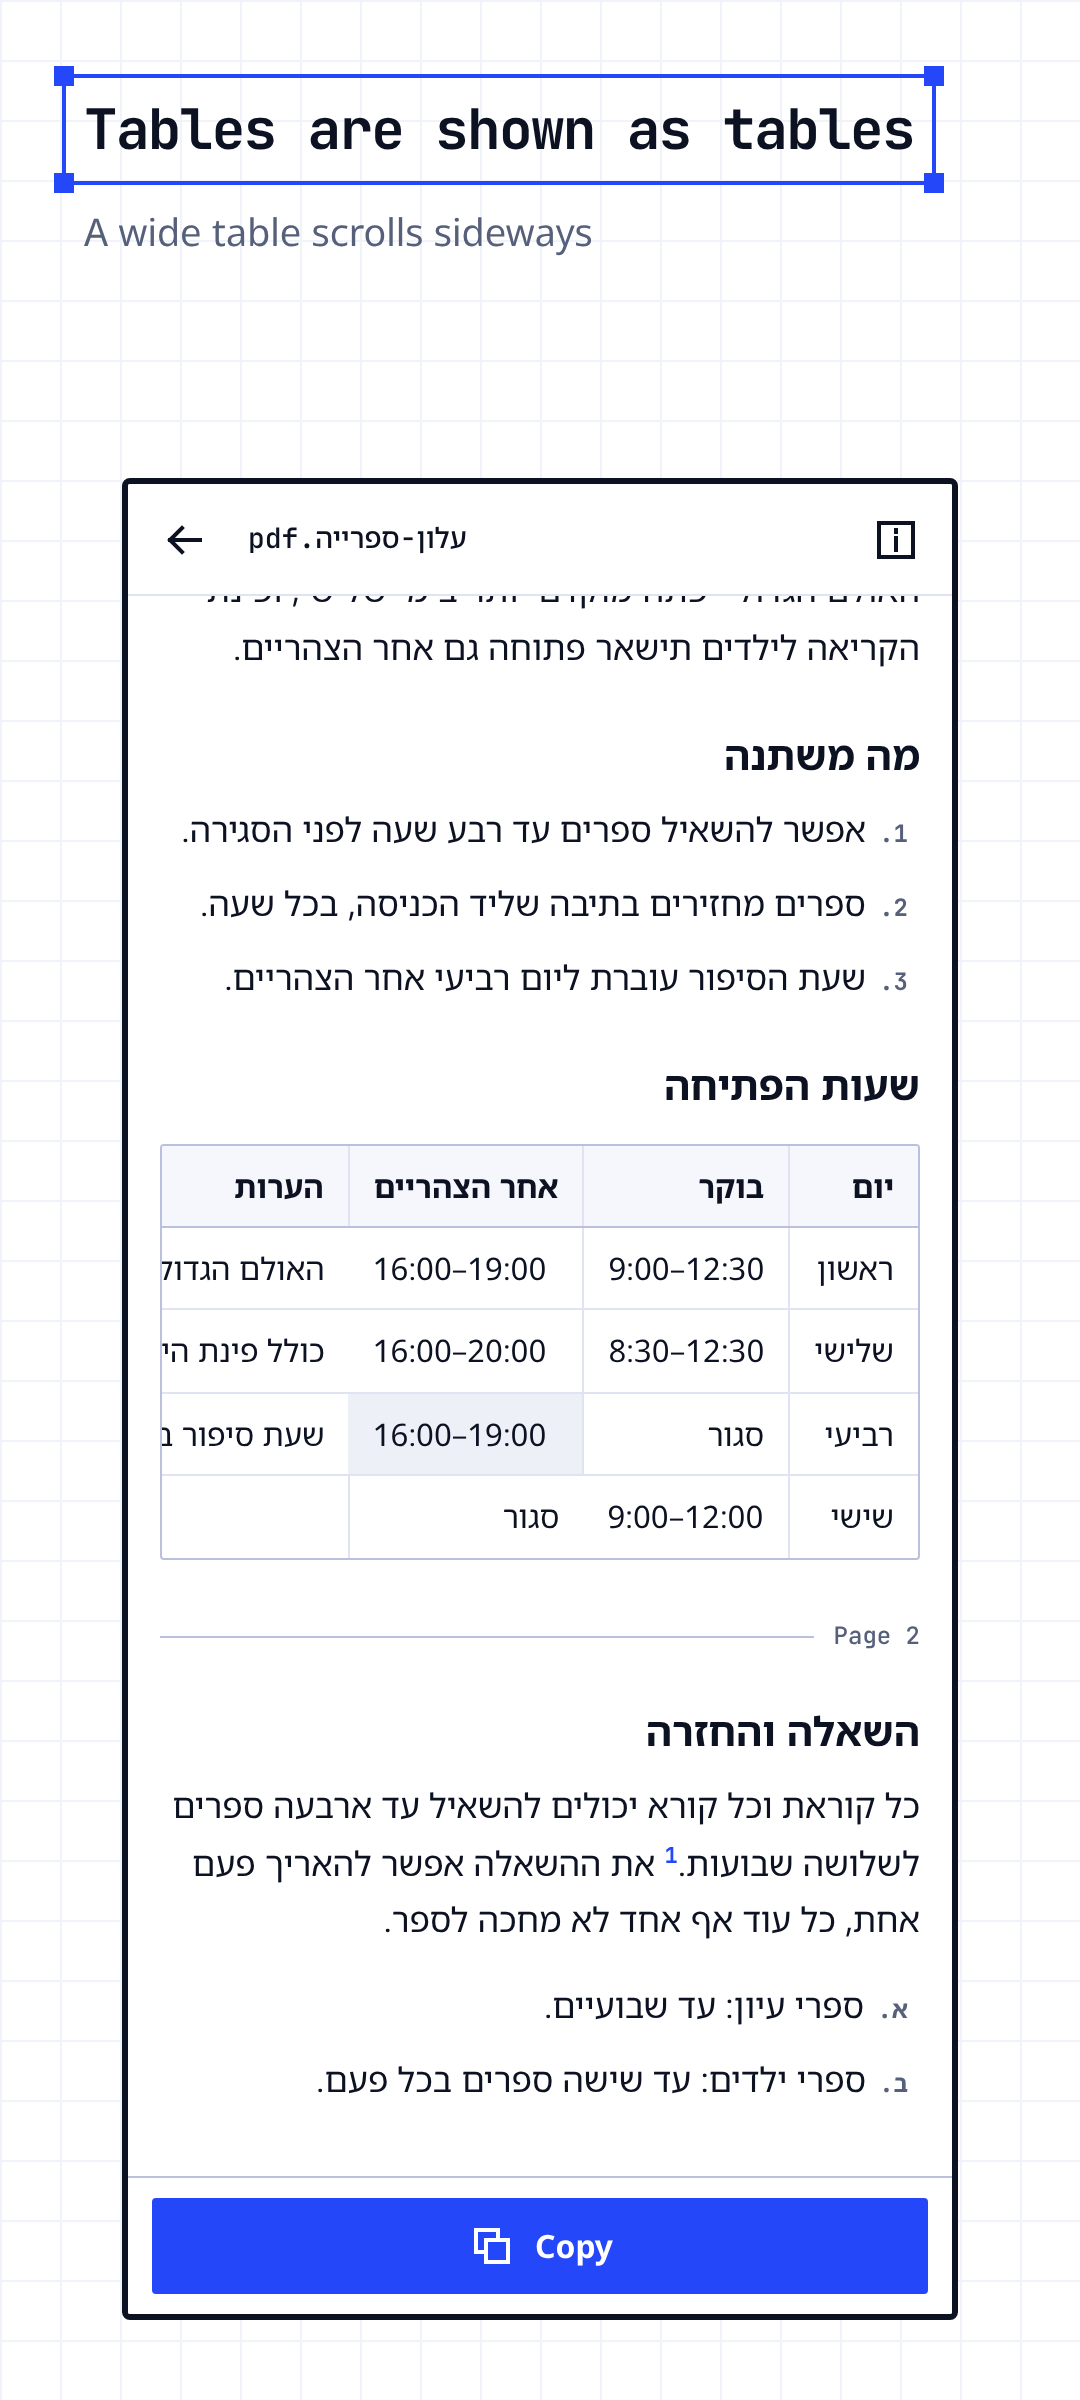 Tables are shown as tables
A wide table scrolls sideways
עלון-ספרייה.pdf
הקריאה לילדים תישאר פתוחה גם אחר הצהריים.
מה משתנה
1. אפשר להשאיל ספרים עד רבע שעה לפני הסגירה.
2. ספרים מחזירים בתיבה שליד הכניסה, בכל שעה.
3. שעת הסיפור עוברת ליום רביעי אחר הצהריים.
שעות הפתיחה
יום בוקר אחר הצהריים הערות
ראשון 9:00–12:30 16:00–19:00 האולם הגדול
שלישי 8:30–12:30 16:00–20:00 כולל פינת
רביעי סגור 16:00–19:00 שעת סיפור
שישי 9:00–12:00 סגור
Page 2
השאלה והחזרה
כל קוראת וכל קורא יכולים להשאיל עד ארבעה ספרים
לשלושה שבועות.1 את ההשאלה אפשר להאריך פעם
אחת, כל עוד אף אחד לא מחכה לספר.
א. ספרי עיון: עד שבועיים.
ב. ספרי ילדים: עד שישה ספרים בכל פעם.
Copy